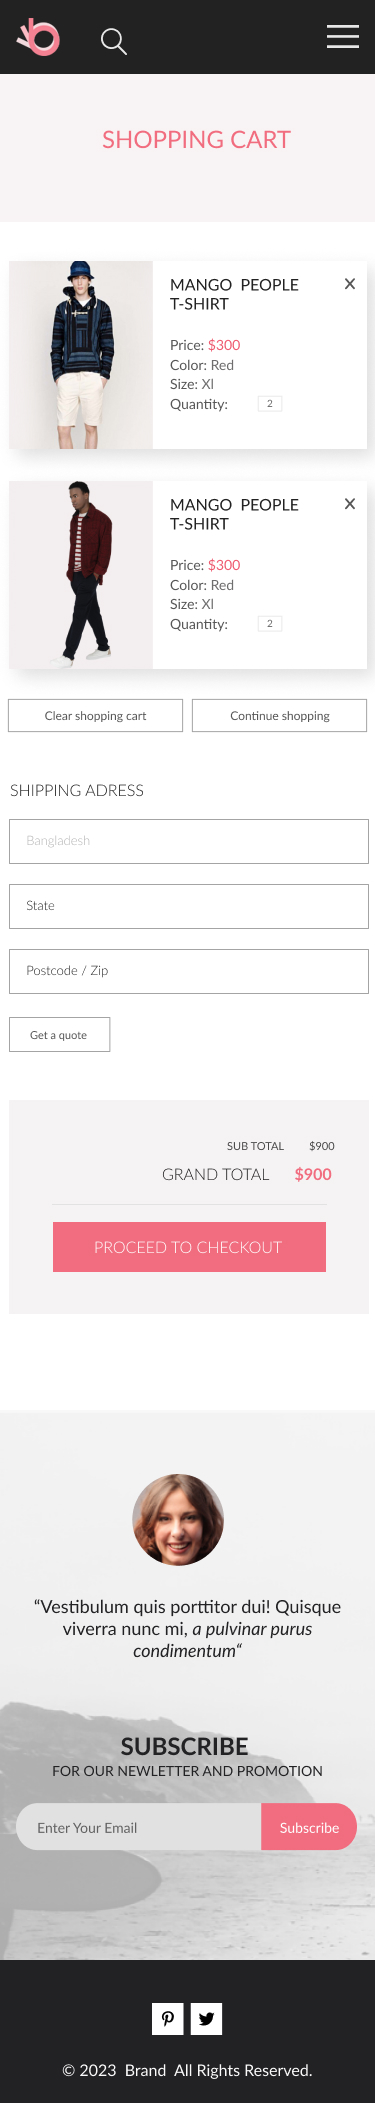 SHOPPING CART
MANGO PEOPLE
T-SHIRT
Price: $300
Color: Red
Size: Xl
Quantity: 2
MANGO PEOPLE
T-SHIRT
Price: $300
Color: Red
Size: Xl
Quantity: 2
Clear shopping cart
Continue shopping
SHIPPING ADRESS
Bangladesh
State
Postcode / Zip
Get a quote
SUB TOTAL $900
GRAND TOTAL $900
PROCEED TO CHECKOUT
“Vestibulum quis porttitor dui! Quisque
viverra nunc mi, a pulvinar purus
condimentum“
SUBSCRIBE
FOR OUR NEWLETTER AND PROMOTION
Enter Your Email
Subscribe
© 2023 Brand All Rights Reserved.